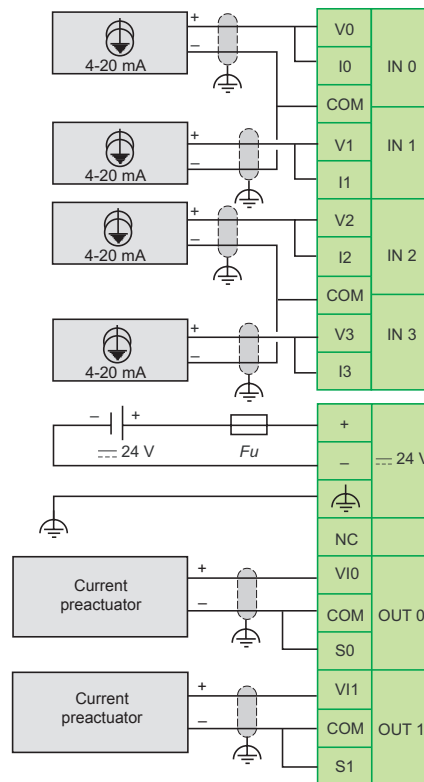 + V0
–
4-20 mA I0 IN 0
COM
+ V1 IN 1
–
4-20 mA I1
+ V2
–
4-20 mA I2 IN 2
COM
+ V3 IN 3
–
4-20 mA I3
– + +
24 V Fu – 24 V
NC
+ VI0
Current
preactuator
– COM OUT 0
S0
+ VI1
Current
preactuator
– COM OUT 1
S1